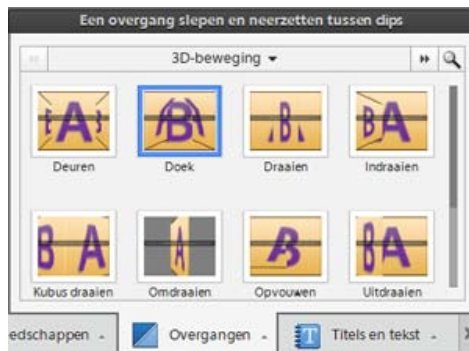 Een overgang slepen en neerzetten tussen clips
3D-beweging
Deuren Doek Draaien Indraaien
Kubus draaien Omdraaien Opvouwen Uitdraaien
edschappen Overgangen Titels en tekst